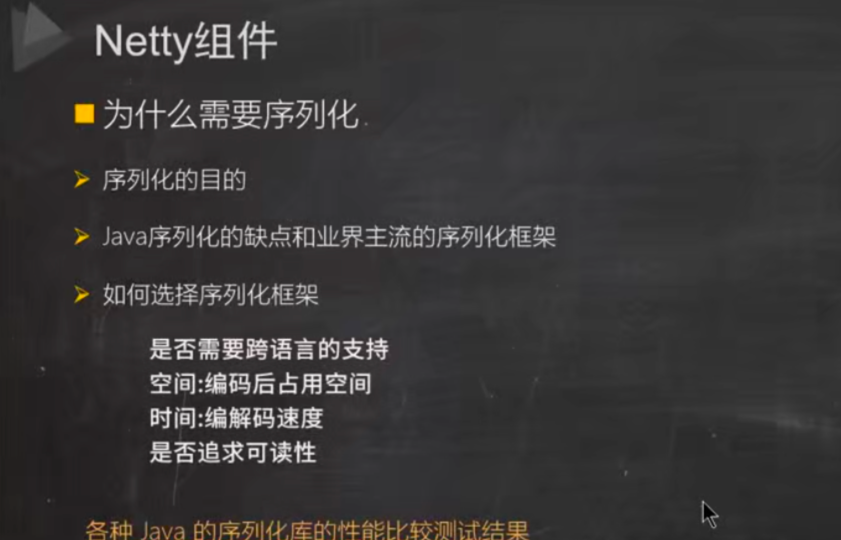 Netty组件
为什么需要序列化
序列化的目的
Java序列化的缺点和业界主流的序列化框架
如何选择序列化框架
是否需要跨语言的支持
空间:编码后占用空间
时间:编解码速度
是否追求可读性
各种 Java 的序列化库的性能比较测试结果